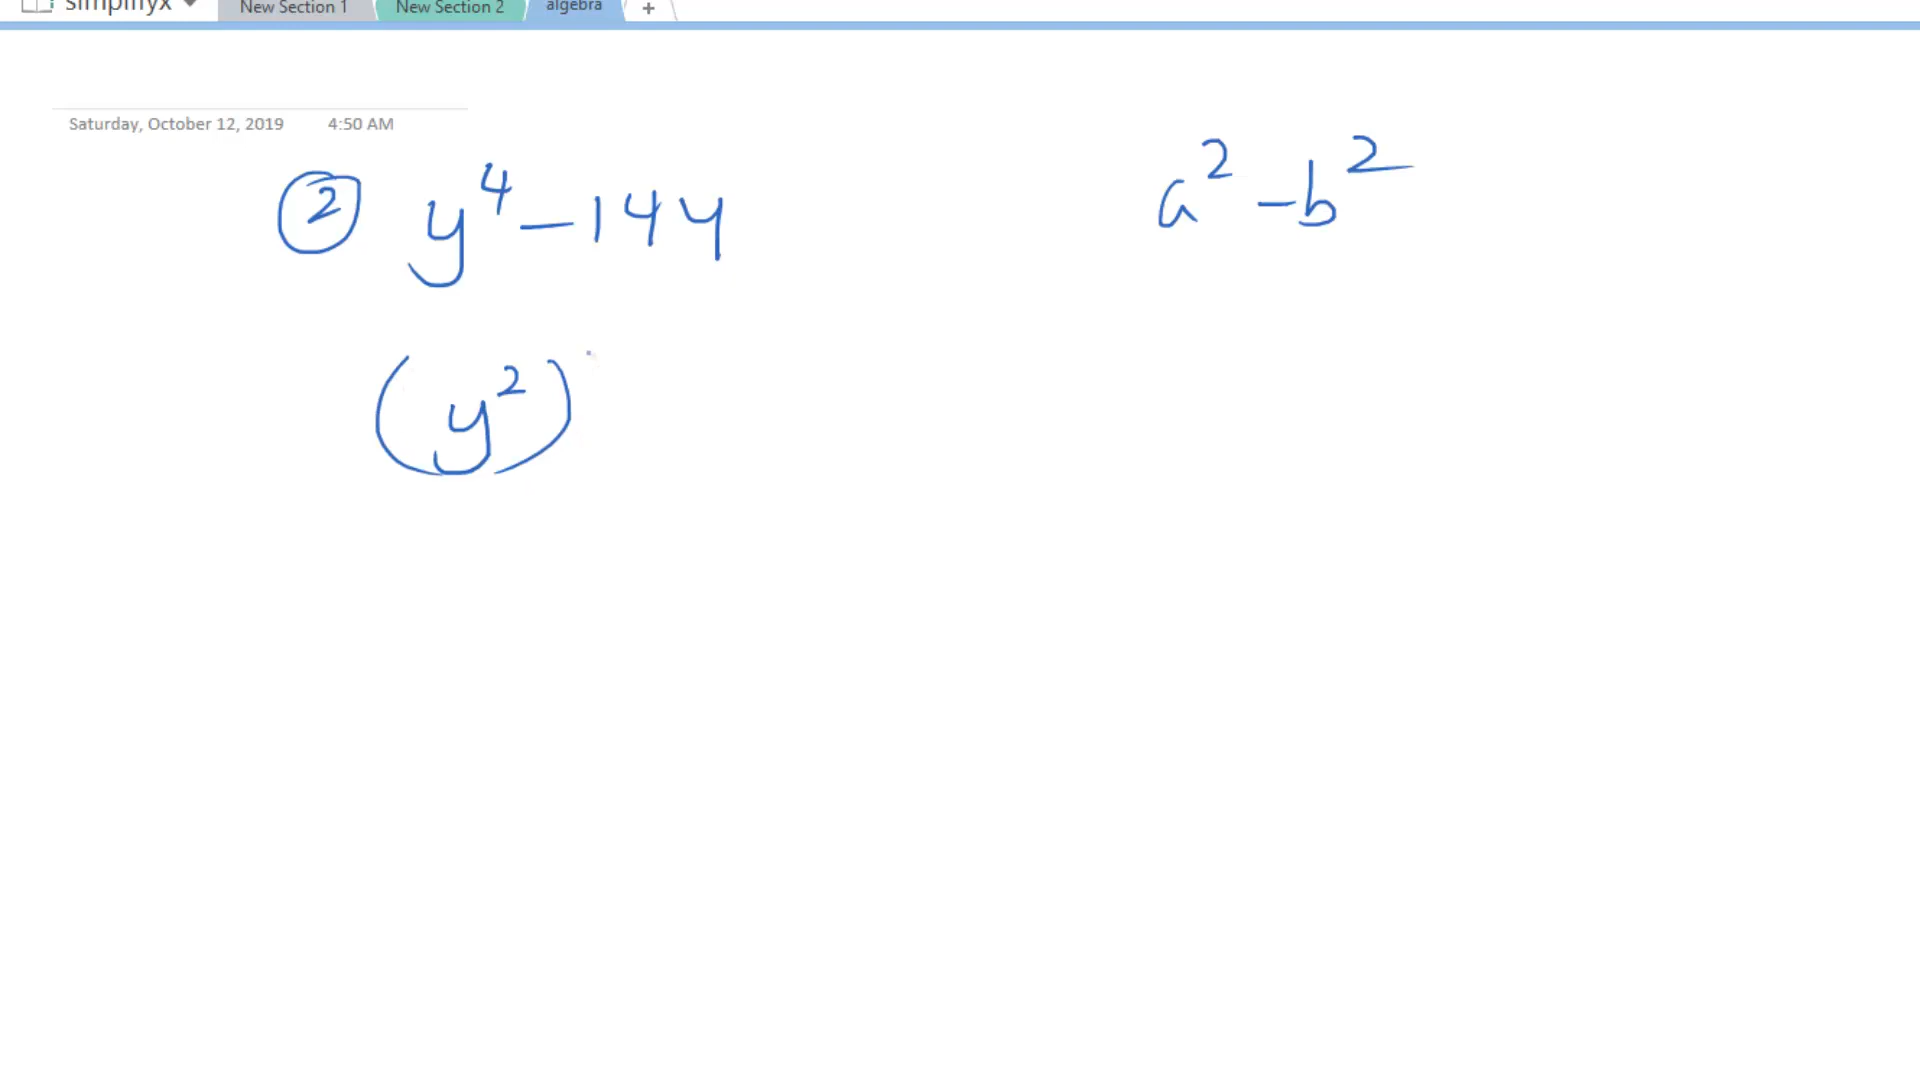 simplifyx New Section 1 New Section 2 algebra +
Saturday, October 12, 2019 4:50 AM
② y⁴ – 144
a² – b²
(y²)